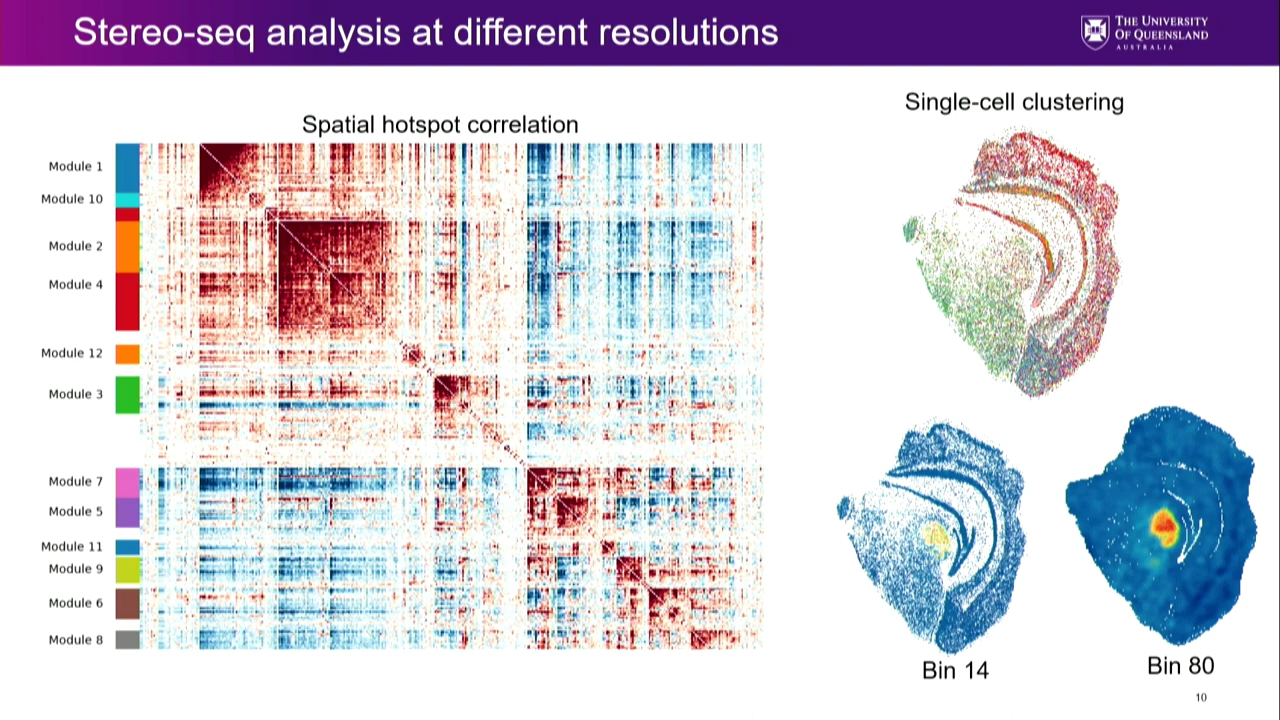 Stereo-seq analysis at different resolutions
THE UNIVERSITY
OF QUEENSLAND
AUSTRALIA
Spatial hotspot correlation
Module 1
Module 10
Module 2
Module 4
Module 12
Module 3
Module 7
Module 5
Module 11
Module 9
Module 6
Module 8
Single-cell clustering
Bin 14
Bin 80
10